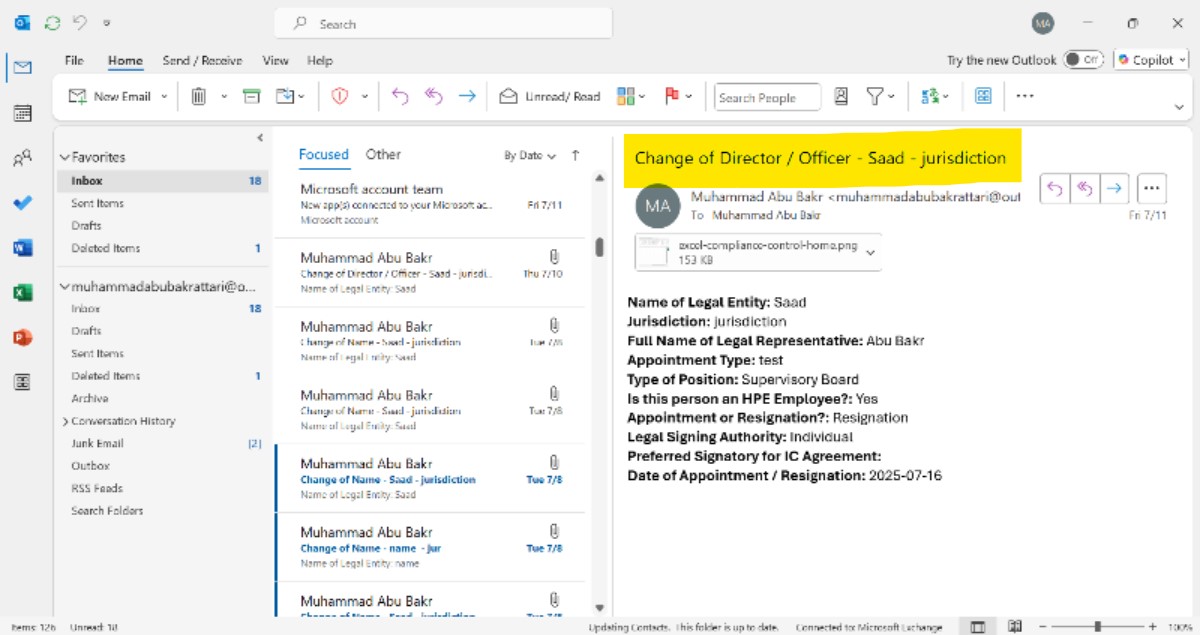 Search
MA
File Home Send / Receive View Help
Try the new Outlook Off Copilot
New Email
Unread/ Read
Search People
Favorites
Inbox 18
Sent Items
Drafts
Deleted Items 1
muhammadabubakrattari@o...
Inbox 18
Drafts
Sent Items
Deleted Items 1
Archive
Conversation History
Junk Email [2]
Outbox
RSS Feeds
Search Folders
Focused Other By Date
Microsoft account team
New app(s) connected to your Microsoft ac... Fri 7/11
Microsoft account
Muhammad Abu Bakr
Change of Director / Officer - Saad - jurisdi... Thu 7/10
Name of Legal Entity: Saad
Muhammad Abu Bakr
Change of Name - Saad - jurisdiction Tue 7/8
Name of Legal Entity: Saad
Muhammad Abu Bakr
Change of Name - Saad - jurisdiction Tue 7/8
Name of Legal Entity: Saad
Muhammad Abu Bakr
Change of Name - Saad - jurisdiction Tue 7/8
Name of Legal Entity: Saad
Muhammad Abu Bakr
Change of Name - name - jur Tue 7/8
Name of Legal Entity: name
Muhammad Abu Bakr
Change of Director / Officer - Saad - jurisdiction
MA
Muhammad Abu Bakr <muhammadabubakrattari@out
To Muhammad Abu Bakr
Fri 7/11
excel-compliance-control-home.png
153 KB
Name of Legal Entity: Saad
Jurisdiction: jurisdiction
Full Name of Legal Representative: Abu Bakr
Appointment Type: test
Type of Position: Supervisory Board
Is this person an HPE Employee?: Yes
Appointment or Resignation?: Resignation
Legal Signing Authority: Individual
Preferred Signatory for IC Agreement:
Date of Appointment / Resignation: 2025-07-16
Items: 126 Unread: 18 Updating Contacts. This folder is up to date. Connected to: Microsoft Exchange 100%